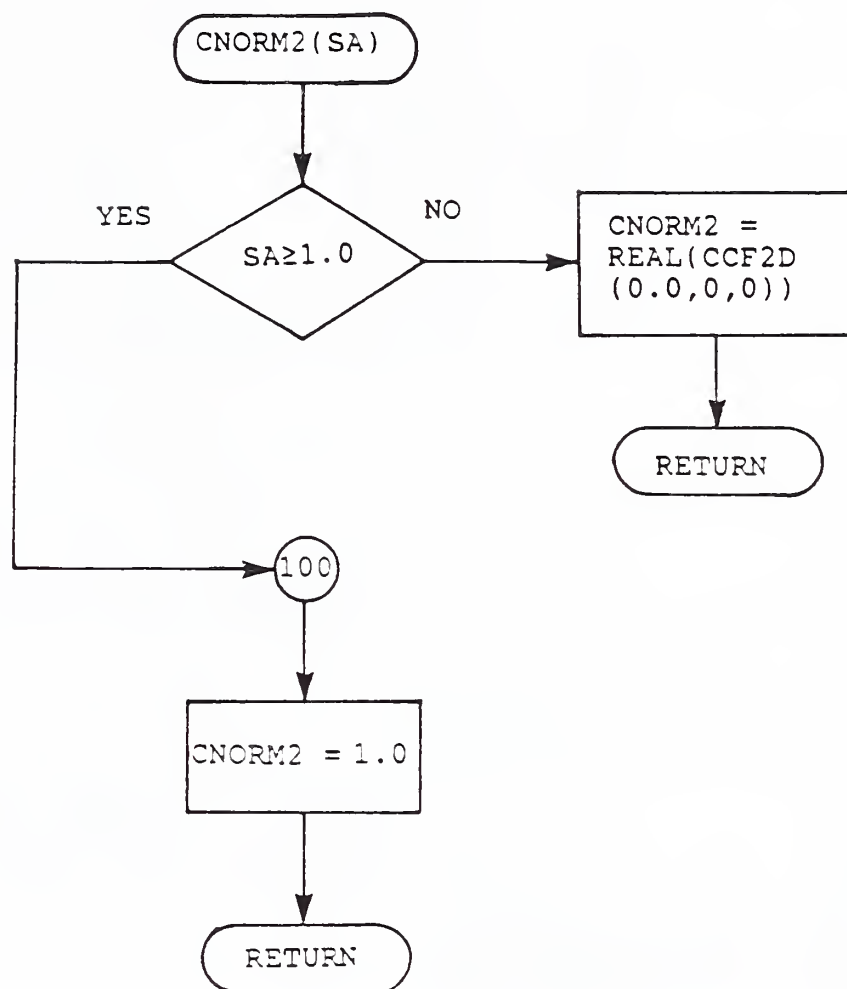 CNORM2(SA)
YES
NO
SA≥1.0
CNORM2 =
REAL(CCF2D
(0.0,0,0))
RETURN
100
CNORM2 = 1.0
RETURN